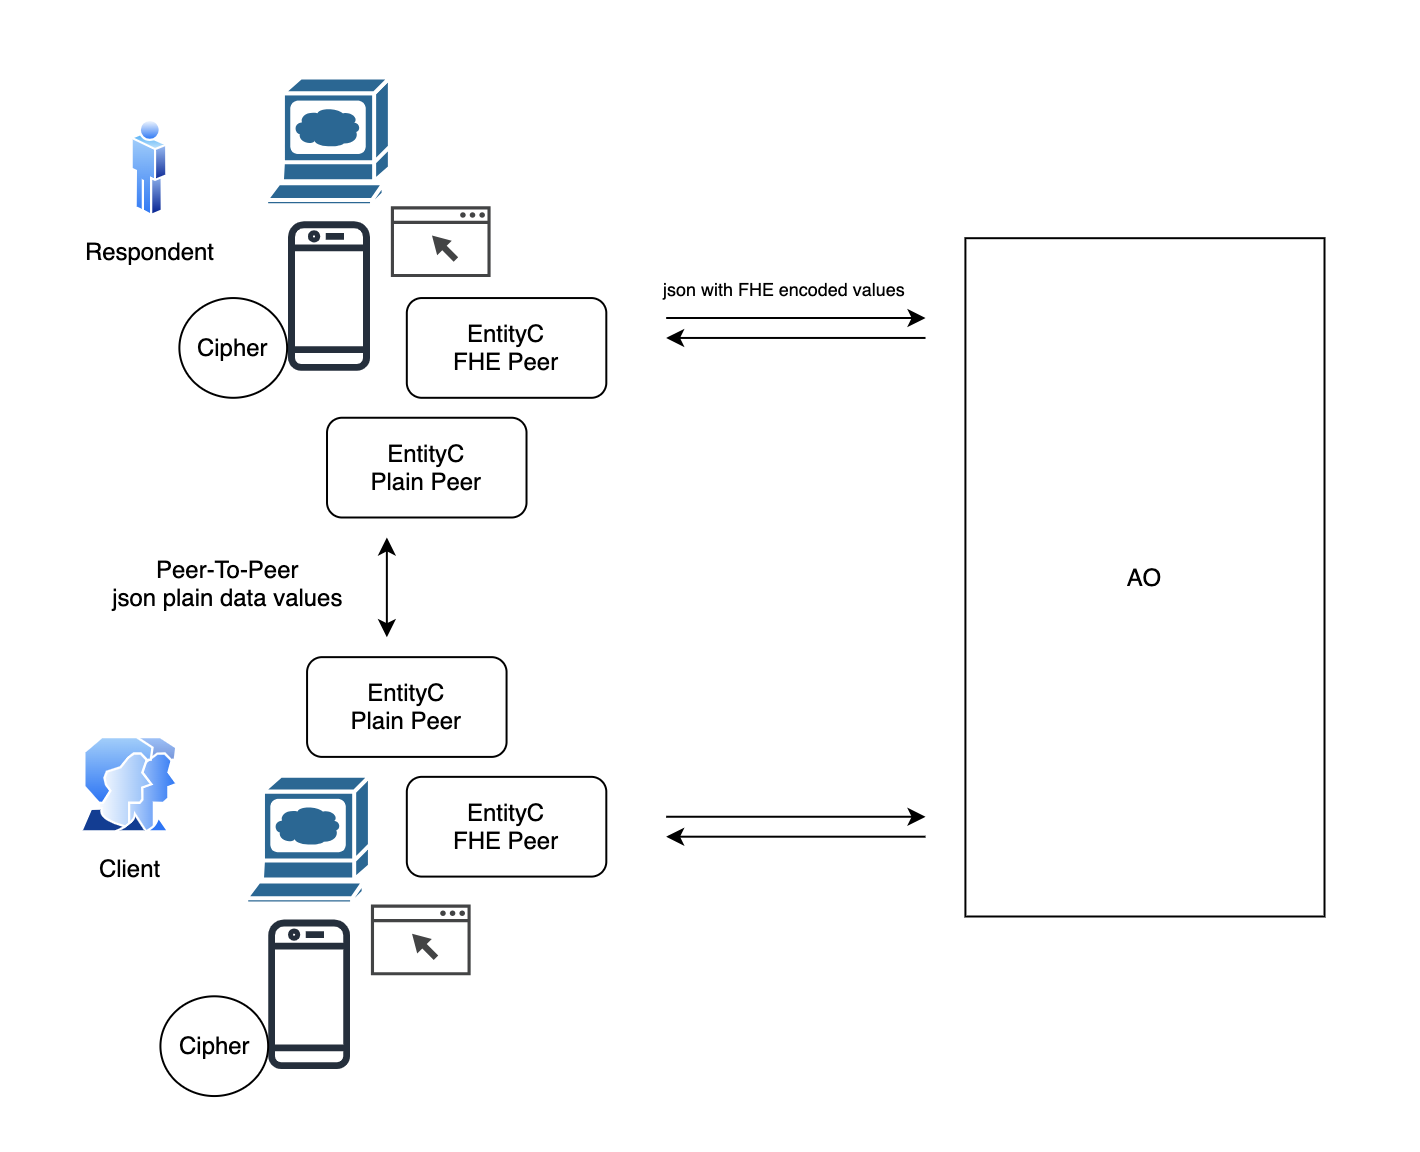 Respondent
Cipher
EntityC
FHE Peer
json with FHE encoded values
EntityC
Plain Peer
Peer-To-Peer
json plain data values
AO
EntityC
Plain Peer
EntityC
FHE Peer
Client
Cipher